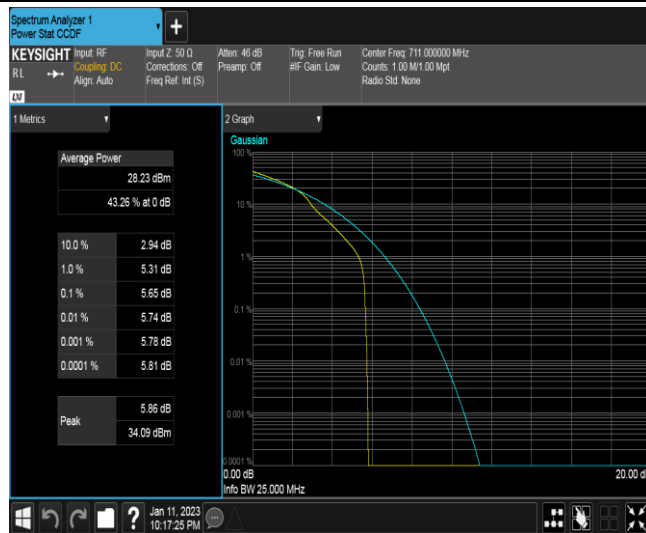 Spectrum Analyzer 1
Power Stat CCDF
+
KEYSIGHT
RL
Input: RF
Coupling: DC
Align: Auto
Input Z: 50 Ω
Corrections: Off
Freq Ref: Int (S)
Atten: 46 dB
Preamp: Off
Trig: Free Run
#IF Gain: Low
Center Freq: 711.000000 MHz
Counts: 1.00 M/1.00 Mpt
Radio Std: None
1 Metrics
Average Power
28.23 dBm
43.26 % at 0 dB
10.0 % 2.94 dB
1.0 % 5.31 dB
0.1 % 5.65 dB
0.01 % 5.74 dB
0.001 % 5.78 dB
0.0001 % 5.81 dB
Peak
5.86 dB
34.09 dBm
2 Graph
Gaussian
100 %
10 %
1 %
0.1 %
0.01 %
0.001 %
0.0001 %
0.00 dB
20.00 d
Info BW 25.000 MHz
?
Jan 11, 2023
10:17:25 PM